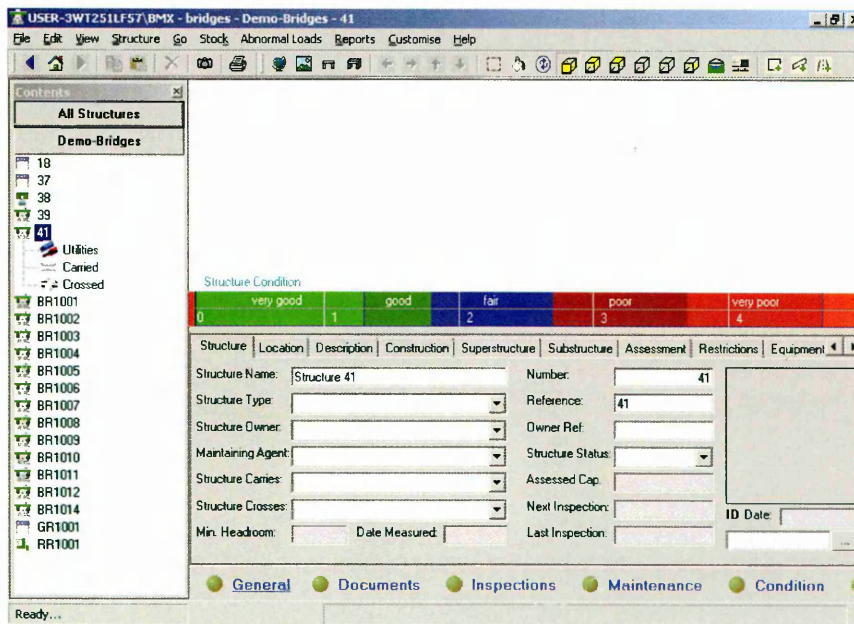 USER-3WT251LF57\BMX - bridges - Demo-Bridges - 41
File Edit View Structure Go Stock Abnormal Loads Reports Customise Help
Contents
All Structures
Demo-Bridges
18
37
38
39
41
Utilities
Carried
Crossed
BR1001
BR1002
BR1003
BR1004
BR1005
BR1006
BR1007
BR1008
BR1009
BR1010
BR1011
BR1012
BR1014
GR1001
RR1001
Structure Condition
very good good fair poor very poor
0 1 2 3 4
Structure Location Description Construction Superstructure Substructure Assessment Restrictions Equipment
Structure Name: Structure 41 Number: 41
Structure Type: Reference: 41
Structure Owner: Owner Ref:
Maintaining Agent: Structure Status:
Structure Carries: Assessed Cap.
Structure Crosses: Next Inspection:
Min. Headroom: Date Measured: Last Inspection:
ID Date:
...
General Documents Inspections Maintenance Condition
Ready...